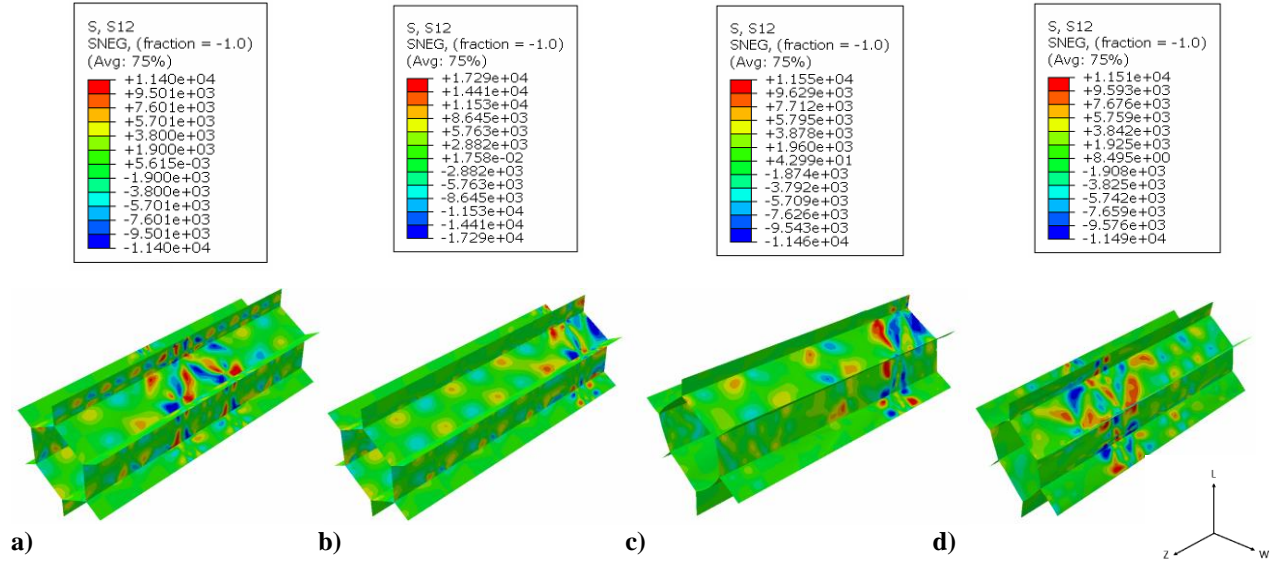 S, S12
SNEG, (fraction = -1.0)
(Avg: 75%)
+1.140e+04
+9.501e+03
+7.601e+03
+5.701e+03
+3.800e+03
+1.900e+03
+5.615e-03
-1.900e+03
-3.800e+03
-5.701e+03
-7.601e+03
-9.501e+03
-1.140e+04
S, S12
SNEG, (fraction = -1.0)
(Avg: 75%)
+1.729e+04
+1.441e+04
+1.153e+04
+8.645e+03
+5.763e+03
+2.882e+03
+1.758e-02
-2.882e+03
-5.763e+03
-8.645e+03
-1.153e+04
-1.441e+04
-1.729e+04
S, S12
SNEG, (fraction = -1.0)
(Avg: 75%)
+1.155e+04
+9.629e+03
+7.712e+03
+5.795e+03
+3.878e+03
+1.960e+03
+4.299e+01
-1.874e+03
-3.792e+03
-5.709e+03
-7.626e+03
-9.543e+03
-1.146e+04
S, S12
SNEG, (fraction = -1.0)
(Avg: 75%)
+1.151e+04
+9.593e+03
+7.676e+03
+5.759e+03
+3.842e+03
+1.925e+03
+8.495e+00
-1.908e+03
-3.825e+03
-5.742e+03
-7.659e+03
-9.576e+03
-1.149e+04
a)
b)
c)
d)
L
Z
W